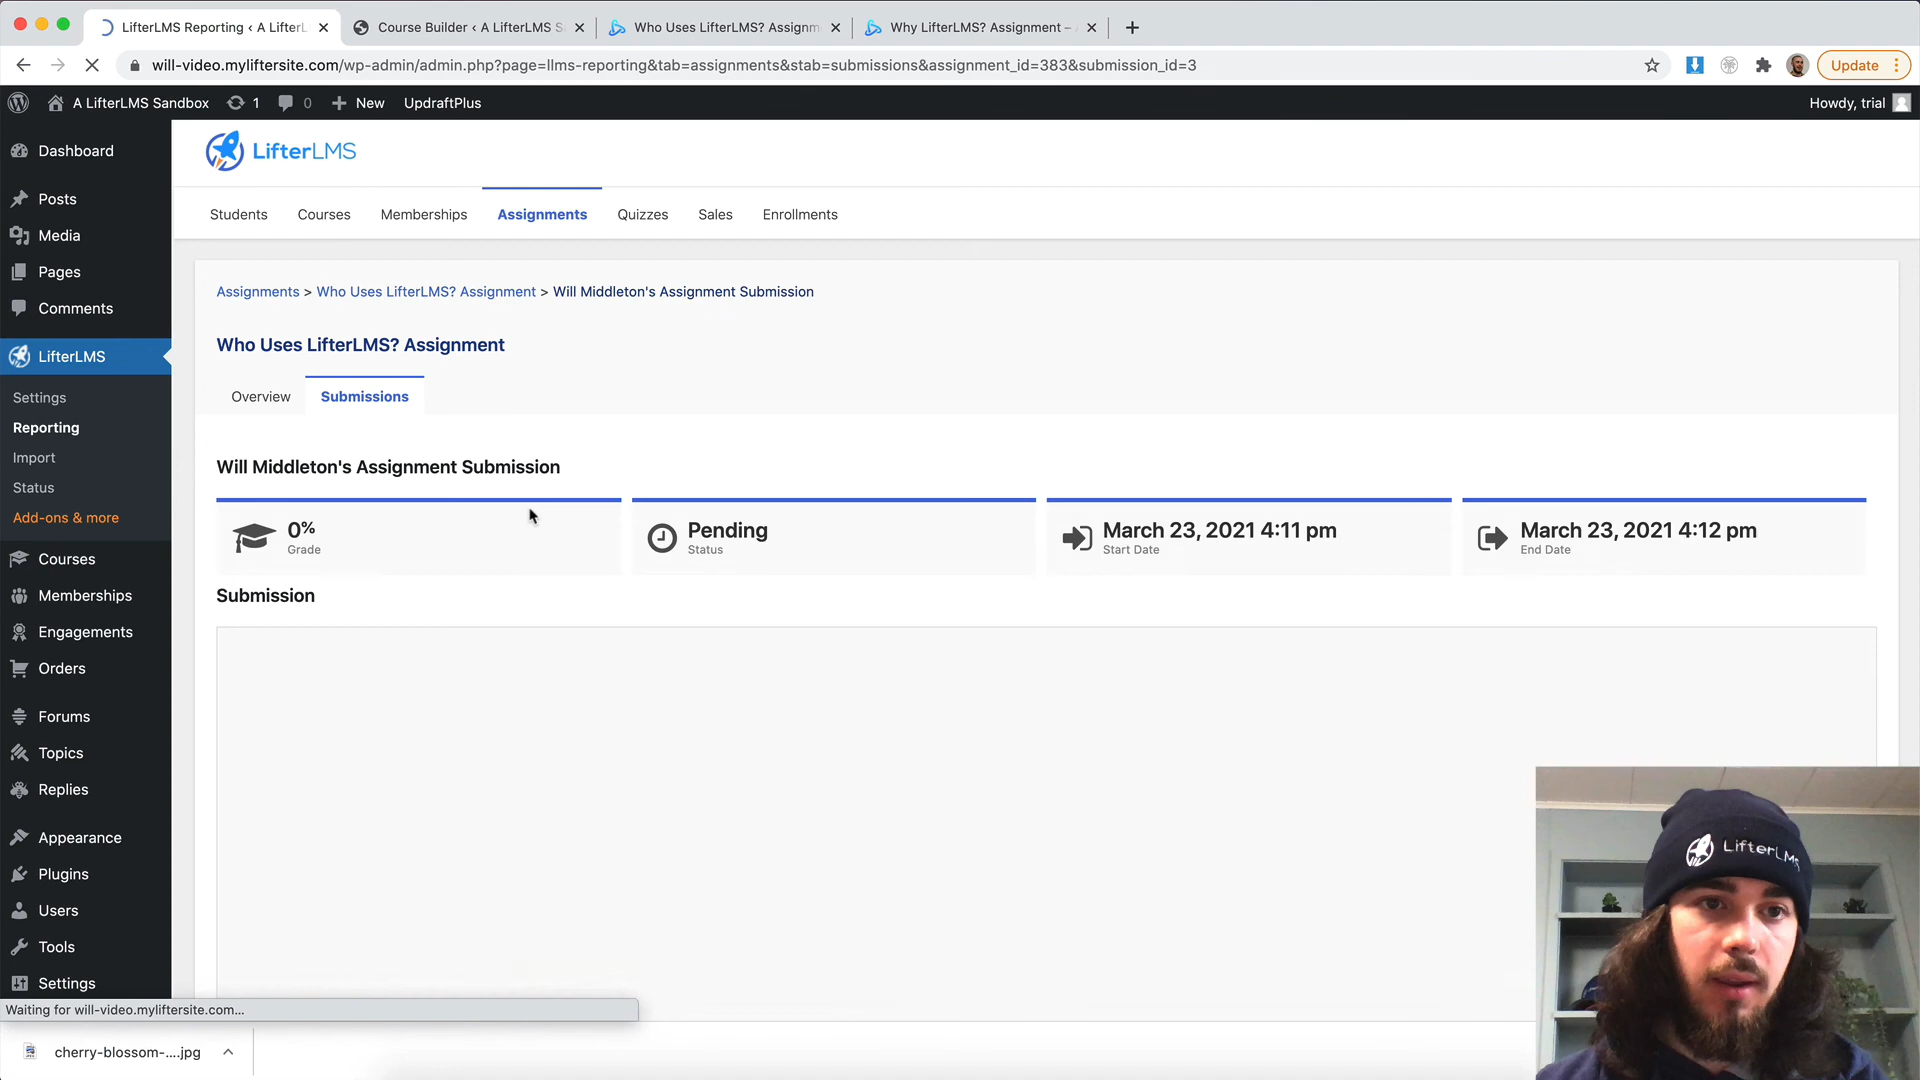 LifterLMS Reporting ‹ A Lifter
Course Builder ‹ A LifterLMS S
Who Uses LifterLMS? Assignm
Why LifterLMS? Assignment –
will-video.myliftersite.com/wp-admin/admin.php?page=llms-reporting&tab=assignments&stab=submissions&assignment_id=383&submission_id=3
Update
A LifterLMS Sandbox
1
0
New
UpdraftPlus
Howdy, trial
Dashboard
Posts
Media
Pages
Comments
LifterLMS
Settings
Reporting
Import
Status
Add-ons & more
Courses
Memberships
Engagements
Orders
Forums
Topics
Replies
Appearance
Plugins
Users
Tools
Settings
LifterLMS
Students
Courses
Memberships
Assignments
Quizzes
Sales
Enrollments
Assignments > Who Uses LifterLMS? Assignment > Will Middleton's Assignment Submission
Who Uses LifterLMS? Assignment
Overview
Submissions
Will Middleton's Assignment Submission
0%
Grade
Pending
Status
March 23, 2021 4:11 pm
Start Date
March 23, 2021 4:12 pm
End Date
Submission
LifterLMS
Waiting for will-video.myliftersite.com...
cherry-blossom-....jpg